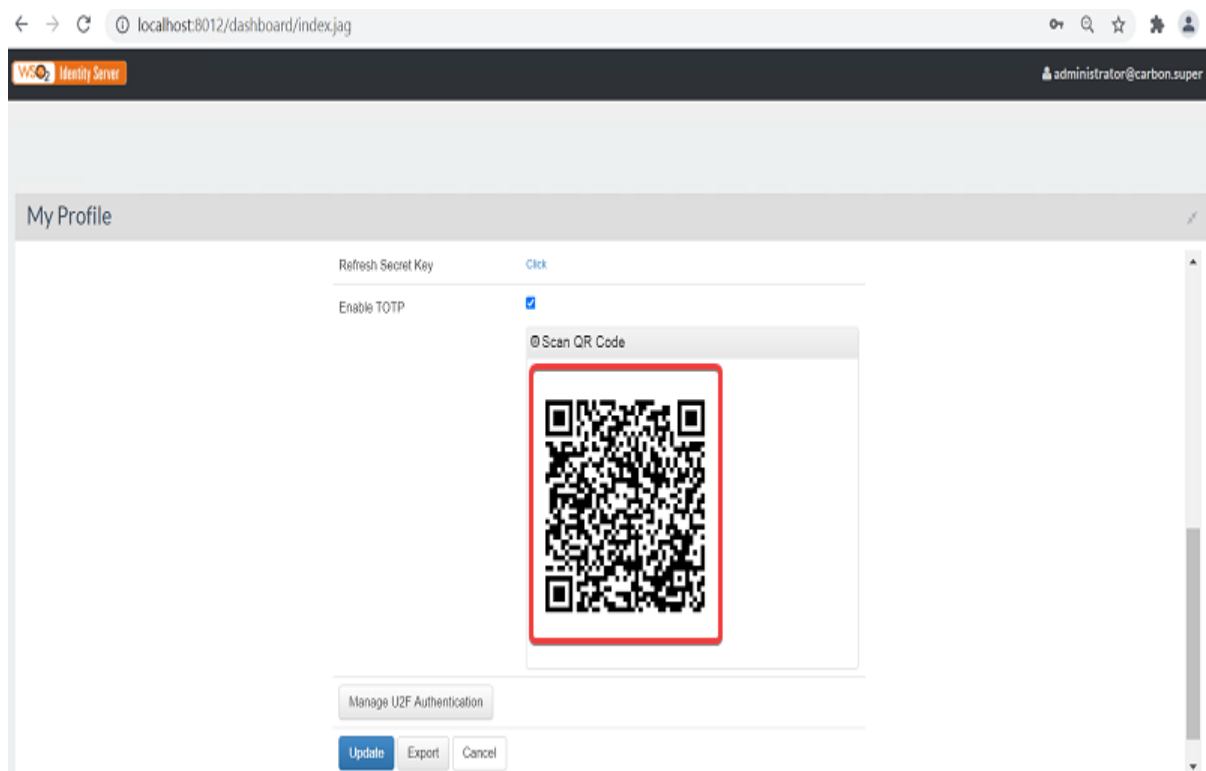 localhost:8012/dashboard/index.jag
WSO2 Identity Server
administrator@carbon.super
My Profile
Refresh Secret Key Click
Enable TOTP
Scan QR Code
Manage U2F Authentication
Update Export Cancel